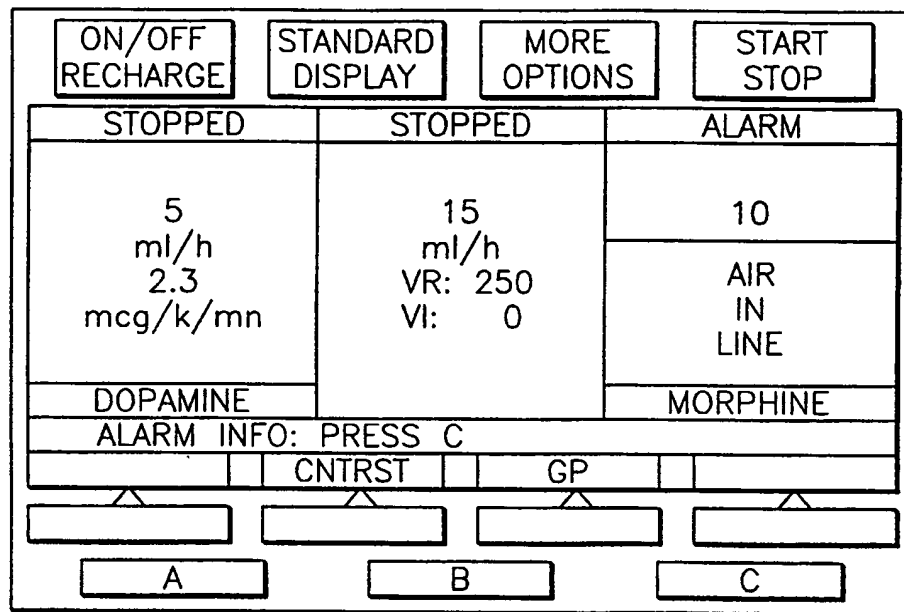 ON/OFF RECHARGE
STANDARD DISPLAY
MORE OPTIONS
START STOP
STOPPED
STOPPED
ALARM
5
ml/h
2.3
mcg/k/mn
DOPAMINE
15
ml/h
VR: 250
VI: 0
10
AIR
IN
LINE
MORPHINE
ALARM INFO: PRESS C
CNTRST
GP
A
B
C